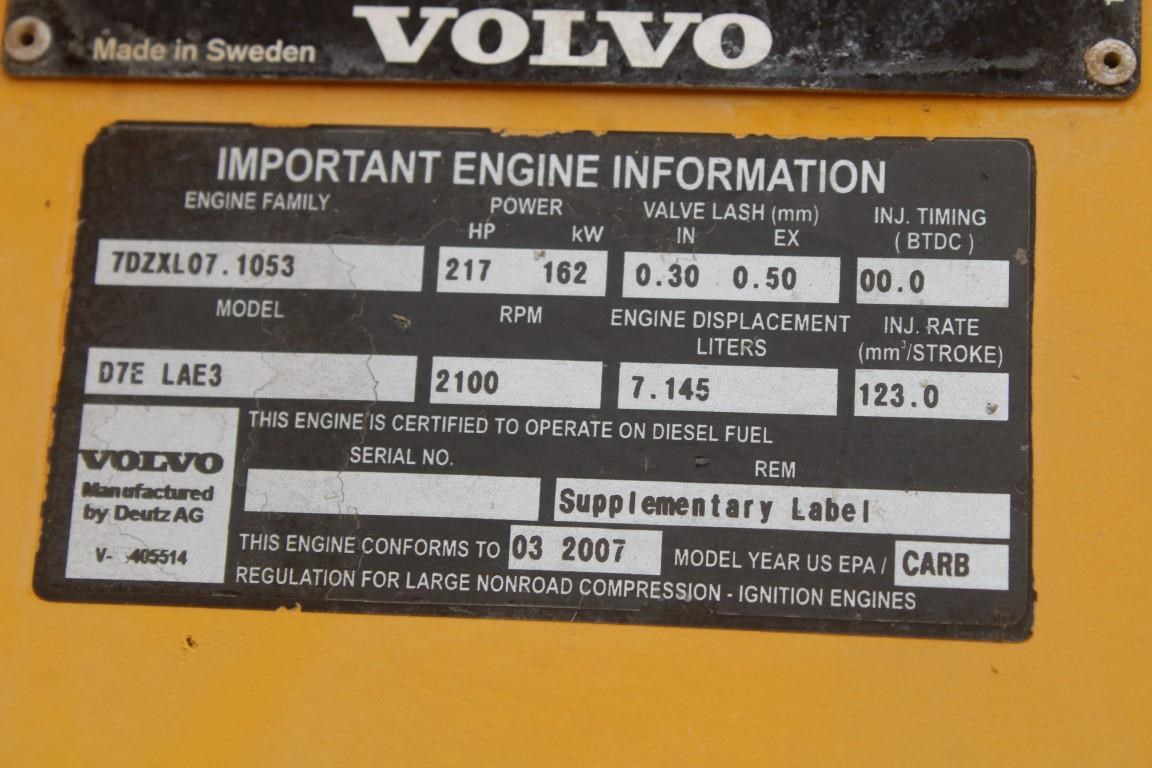 Made in Sweden VOLVO
IMPORTANT ENGINE INFORMATION
ENGINE FAMILY POWER VALVE LASH (mm) INJ. TIMING
HP kW IN EX ( BTDC )
7DZXL07.1053 217 162 0.30 0.50 00.0
MODEL RPM ENGINE DISPLACEMENT INJ. RATE
LITERS (mm³/STROKE)
D7E LAE3 2100 7.145 123.0
THIS ENGINE IS CERTIFIED TO OPERATE ON DIESEL FUEL
SERIAL NO. REM
VOLVO
Manufactured
by Deutz AG
V- 405514
Supplementary Label
THIS ENGINE CONFORMS TO 03 2007 MODEL YEAR US EPA / CARB
REGULATION FOR LARGE NONROAD COMPRESSION - IGNITION ENGINES